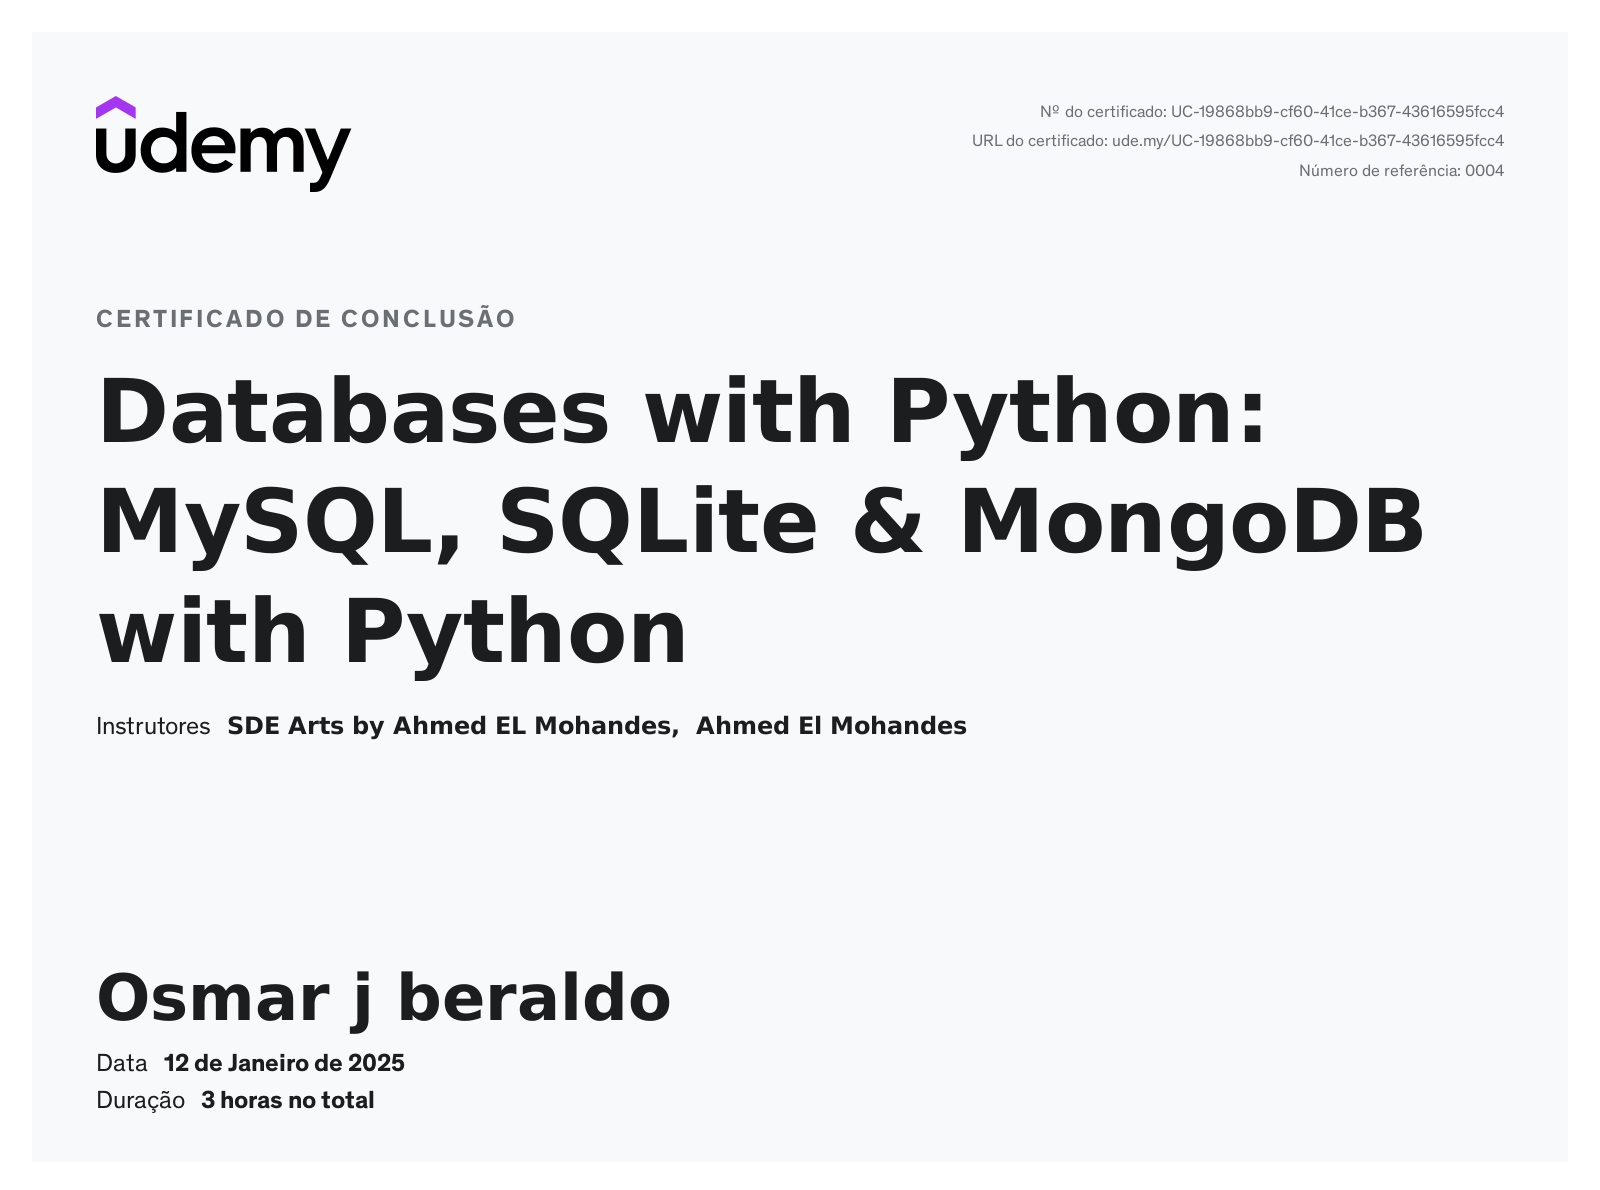 udemy
Nº do certificado: UC-19868bb9-cf60-41ce-b367-43616595fcc4
URL do certificado: ude.my/UC-19868bb9-cf60-41ce-b367-43616595fcc4
Número de referência: 0004
CERTIFICADO DE CONCLUSÃO
Databases with Python:
MySQL, SQLite & MongoDB
with Python
Instrutores SDE Arts by Ahmed EL Mohandes, Ahmed El Mohandes
Osmar j beraldo
Data 12 de Janeiro de 2025
Duração 3 horas no total